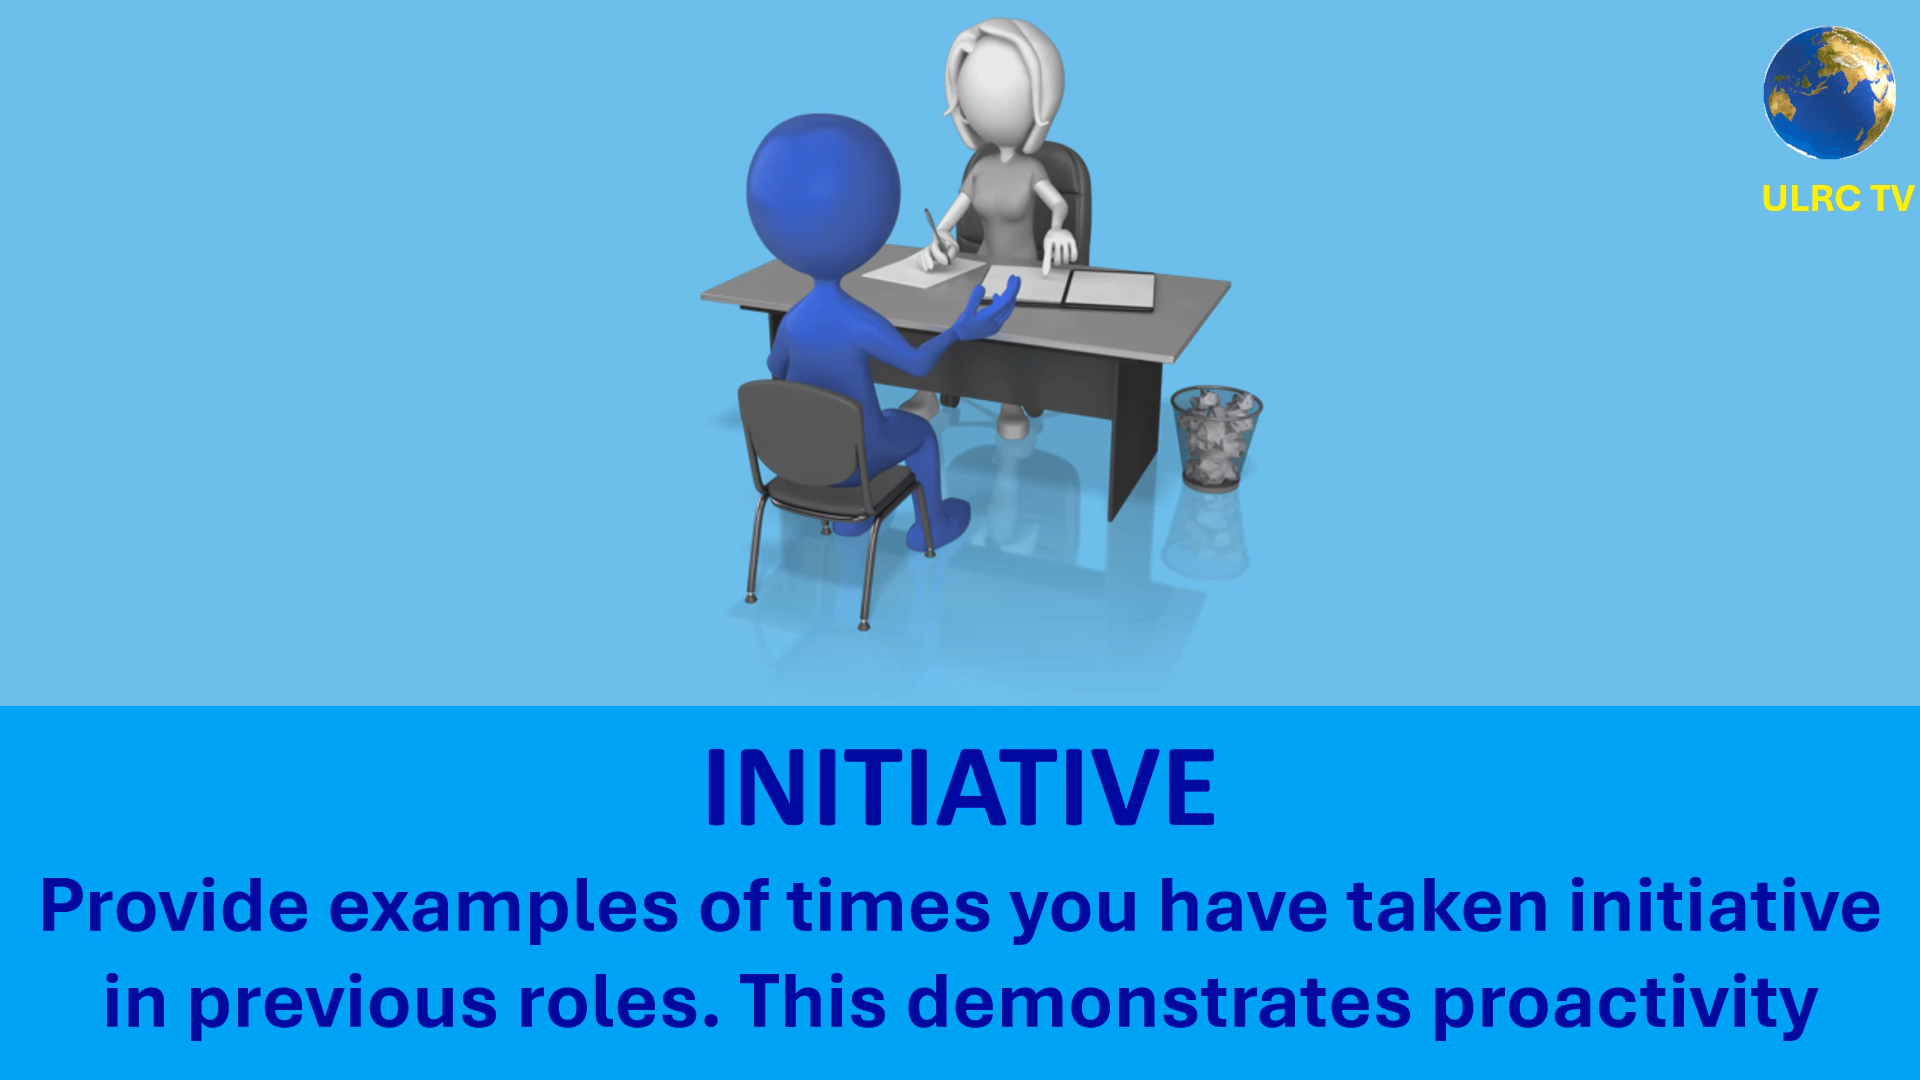 ULRC TV
INITIATIVE
Provide examples of times you have taken initiative
in previous roles. This demonstrates proactivity